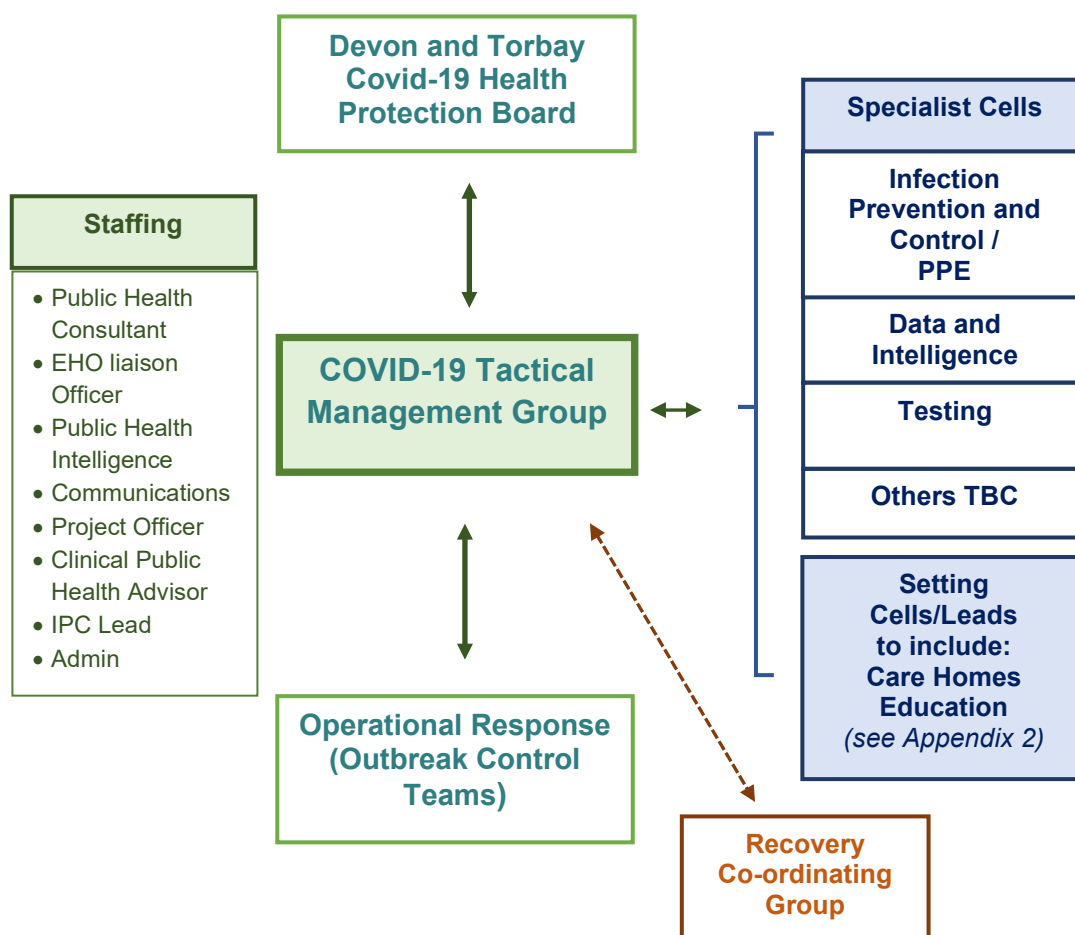 Devon and Torbay
Covid-19 Health
Protection Board
Staffing
• Public Health
Consultant
• EHO liaison
Officer
• Public Health
Intelligence
• Communications
• Project Officer
• Clinical Public
Health Advisor
• IPC Lead
• Admin
COVID-19 Tactical
Management Group
Operational Response
(Outbreak Control
Teams)
Specialist Cells
Infection
Prevention and
Control /
PPE
Data and
Intelligence
Testing
Others TBC
Setting
Cells/Leads
to include:
Care Homes
Education
(see Appendix 2)
Recovery
Co-ordinating
Group